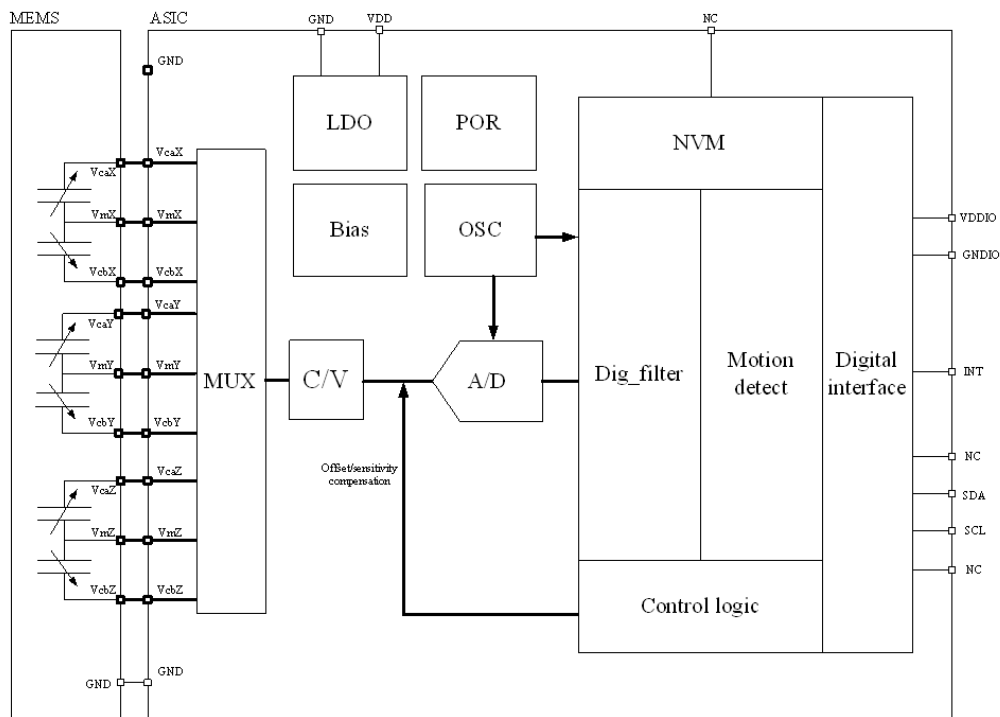 MEMS
ASIC
GND
VDD
NC
GND
LDO
POR
NVM
VcaX
VcaX
VmX
VmX
VcbX
VcbX
Bias
OSC
VDDIO
GNDIO
VcaY
VcaY
VmY
VmY
VcbY
VcbY
MUX
C/V
A/D
Dig_filter
Motion
detect
Digital
interface
INT
Offset/sensitivity
compensation
VcaZ
VcaZ
VmZ
VmZ
VcbZ
VcbZ
NC
SDA
SCL
NC
Control logic
GND
GND